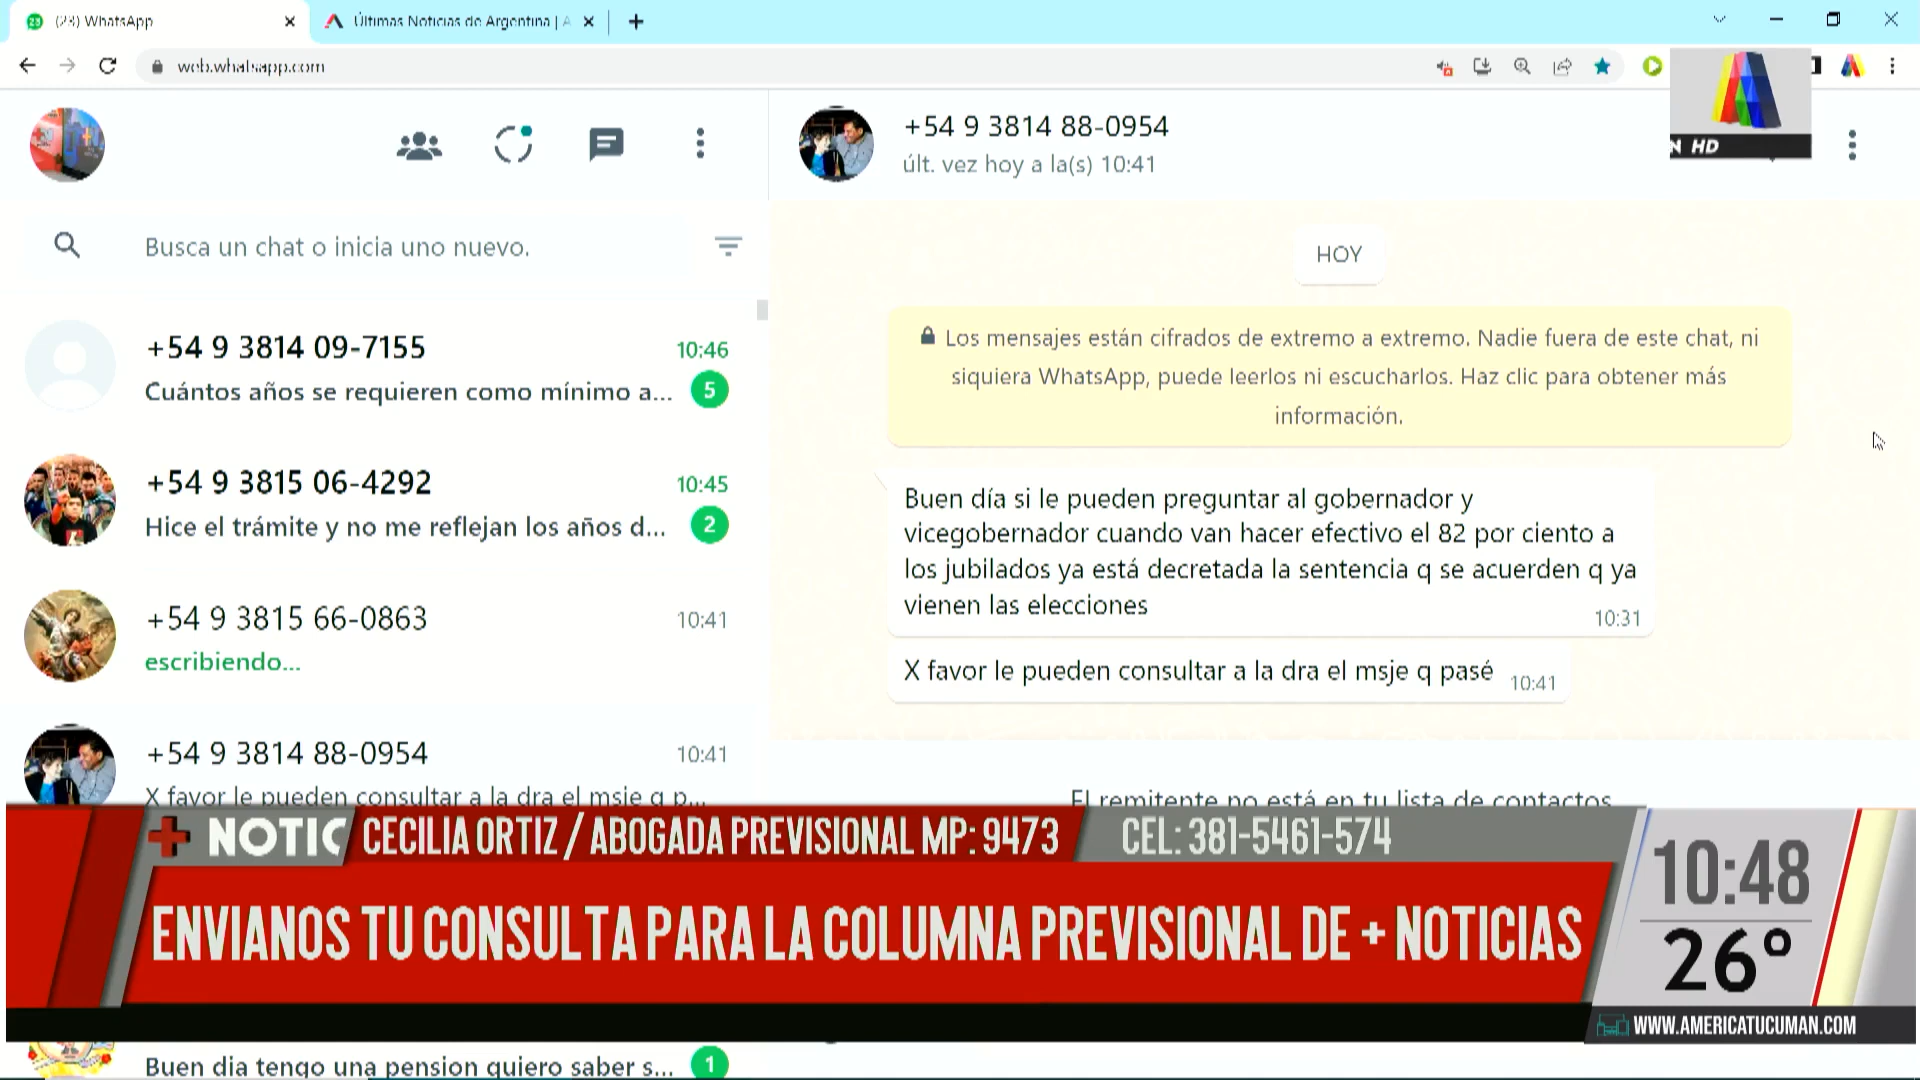 (23) WhatsApp
Últimas Noticias de Argentina | A
web.whatsapp.com
N HD
+54 9 3814 88-0954
últ. vez hoy a la(s) 10:41
Busca un chat o inicia uno nuevo.
+54 9 3814 09-7155
10:46
Cuántos años se requieren como mínimo a...
5
+54 9 3815 06-4292
10:45
Hice el trámite y no me reflejan los años d...
2
+54 9 3815 66-0863
10:41
escribiendo...
+54 9 3814 88-0954
10:41
X favor le pueden consultar a la dra el msje q p...
HOY
Los mensajes están cifrados de extremo a extremo. Nadie fuera de este chat, ni
siquiera WhatsApp, puede leerlos ni escucharlos. Haz clic para obtener más
información.
Buen día si le pueden preguntar al gobernador y
vicegobernador cuando van hacer efectivo el 82 por ciento a
los jubilados ya está decretada la sentencia q se acuerden q ya
vienen las elecciones
10:31
X favor le pueden consultar a la dra el msje q pasé
10:41
El remitente no está en tu lista de contactos
+ NOTIC
CECILIA ORTIZ / ABOGADA PREVISIONAL MP: 9473
CEL: 381-5461-574
ENVIANOS TU CONSULTA PARA LA COLUMNA PREVISIONAL DE + NOTICIAS
10:48
26°
WWW.AMERICATUCUMAN.COM
Buen dia tengo una pension quiero saber s...
1